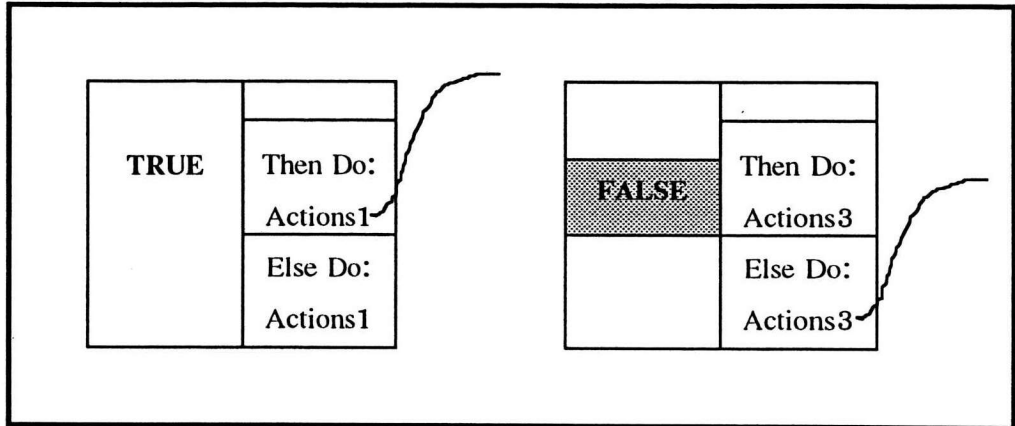 TRUE
Then Do:
Actions1
Else Do:
Actions1
FALSE
Then Do:
Actions3
Else Do:
Actions3